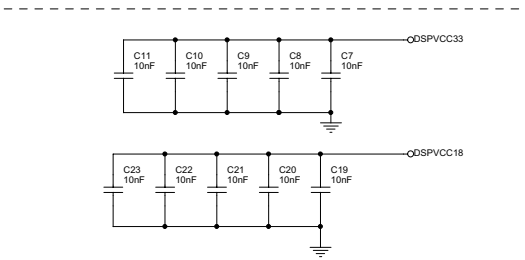 DSPVCC33
C11 C10 C9 C8 C7
10nF 10nF 10nF 10nF 10nF
DSPVCC18
C23 C22 C21 C20 C19
10nF 10nF 10nF 10nF 10nF